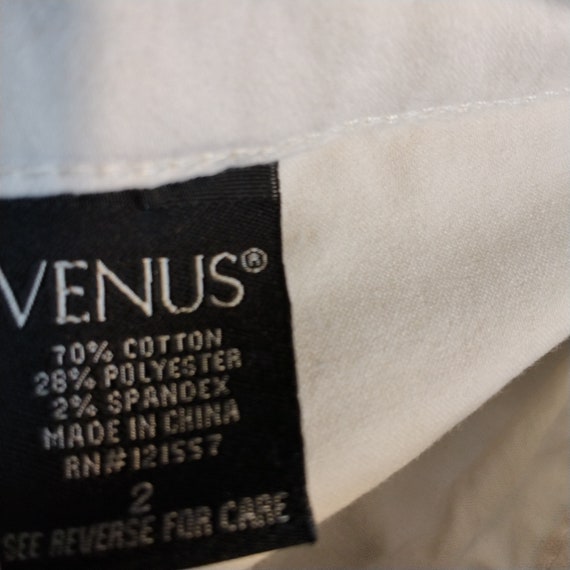 VENUS®
70% COTTON
28% POLYESTER
2% SPANDEX
MADE IN CHINA
RN#121557
2
SEE REVERSE FOR CARE